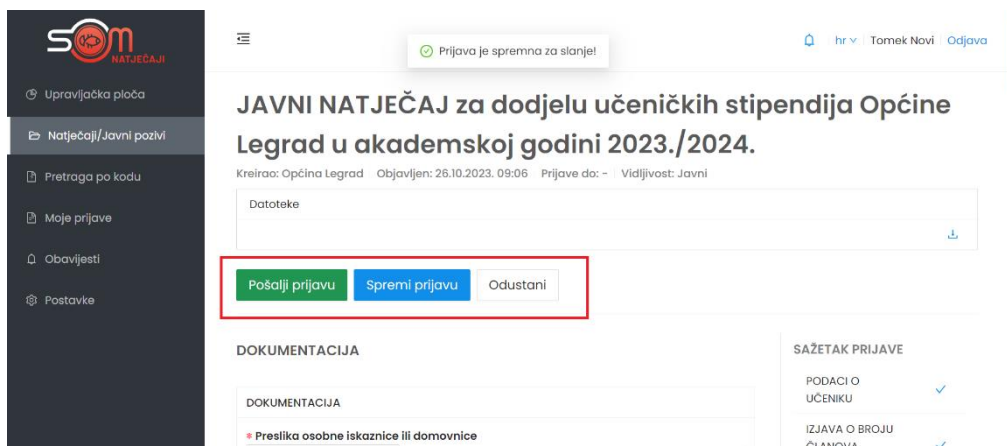 SOM
NATJEČAJI
Upravljačka ploča
Natječaji/Javni pozivi
Pretraga po kodu
Moje prijave
Obavijesti
Postavke
Prijava je spremna za slanje!
hr
Tomek Novi
Odjava
JAVNI NATJEČAJ za dodjelu učeničkih stipendija Općine
Legrad u akademskoj godini 2023./2024.
Kreirao: Općina Legrad Objavljen: 26.10.2023. 09:06 Prijave do: - Vidljivost: Javni
Datoteke
Pošalji prijavu
Spremi prijavu
Odustani
DOKUMENTACIJA
DOKUMENTACIJA
* Preslika osobne iskaznice ili domovnice
SAŽETAK PRIJAVE
PODACI O
UČENIKU
IZJAVA O BROJU
ČLANOVA